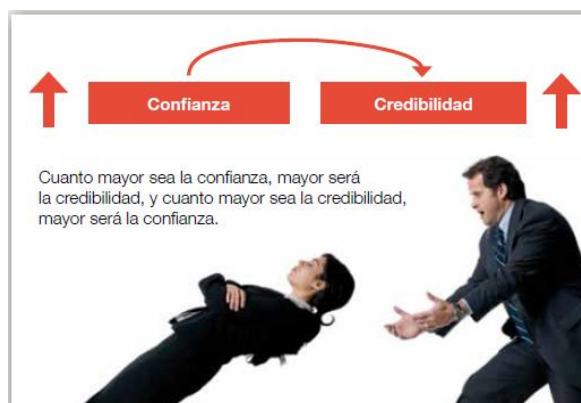 Confianza
Credibilidad
Cuanto mayor sea la confianza, mayor será
la credibilidad, y cuanto mayor sea la credibilidad,
mayor será la confianza.